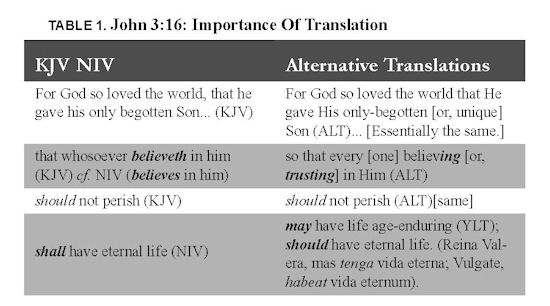 TABLE 1. John 3:16: Importance Of Translation
KJV NIV
Alternative Translations
For God so loved the world, that he
gave his only begotten Son... (KJV)
For God so loved the world that He
gave His only-begotten [or, unique]
Son (ALT)... [Essentially the same.]
that whosoever believeth in him
(KJV) cf. NIV (believes in him)
so that every [one] believing [or,
trusting] in Him (ALT)
should not perish (KJV)
should not perish (ALT)[same]
shall have eternal life (NIV)
may have life age-enduring (YLT);
should have eternal life. (Reina Val-
era, mas tenga vida eterna; Vulgate,
habeat vida eternum).